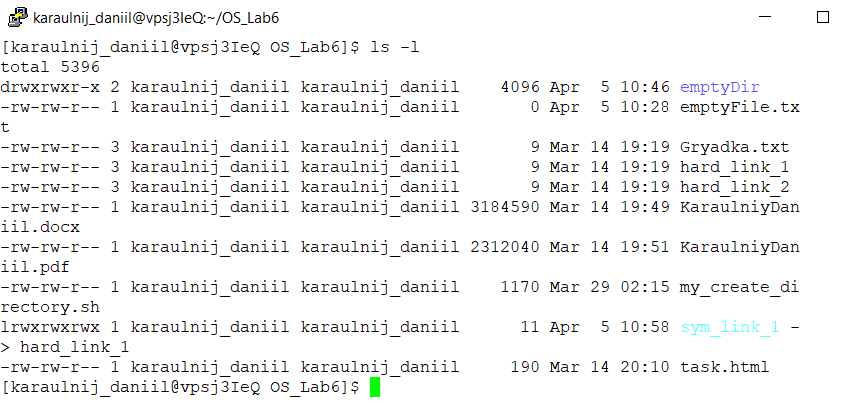 karaulnij_daniil@vpsj3IeQ:~/OS_Lab6
[karaulnij_daniil@vpsj3IeQ OS_Lab6]$ ls -l
total 5396
drwxrwxr-x 2 karaulnij_daniil karaulnij_daniil    4096 Apr  5 10:46 emptyDir
-rw-rw-r-- 1 karaulnij_daniil karaulnij_daniil       0 Apr  5 10:28 emptyFile.tx
t
-rw-rw-r-- 3 karaulnij_daniil karaulnij_daniil       9 Mar 14 19:19 Gryadka.txt
-rw-rw-r-- 3 karaulnij_daniil karaulnij_daniil       9 Mar 14 19:19 hard_link_1
-rw-rw-r-- 3 karaulnij_daniil karaulnij_daniil       9 Mar 14 19:19 hard_link_2
-rw-rw-r-- 1 karaulnij_daniil karaulnij_daniil 3184590 Mar 14 19:49 KaraulniyDan
iil.docx
-rw-rw-r-- 1 karaulnij_daniil karaulnij_daniil 2312040 Mar 14 19:51 KaraulniyDan
iil.pdf
-rw-rw-r-- 1 karaulnij_daniil karaulnij_daniil    1170 Mar 29 02:15 my_create_di
rectory.sh
lrwxrwxrwx 1 karaulnij_daniil karaulnij_daniil      11 Apr  5 10:58 sym_link_1 -
> hard_link_1
-rw-rw-r-- 1 karaulnij_daniil karaulnij_daniil     190 Mar 14 20:10 task.html
[karaulnij_daniil@vpsj3IeQ OS_Lab6]$